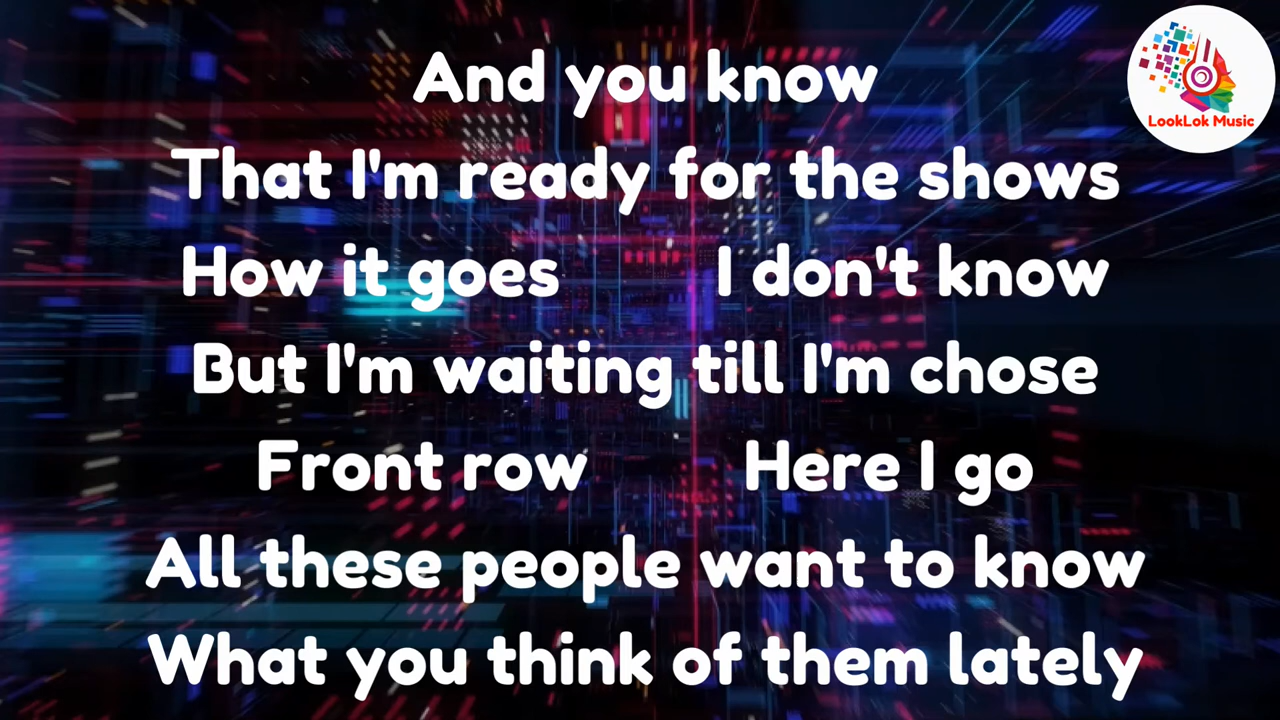 And you know
LookLok Music
That I'm ready for the shows
How it goes I don't know
But I'm waiting till I'm chose
Front row Here I go
All these people want to know
What you think of them lately